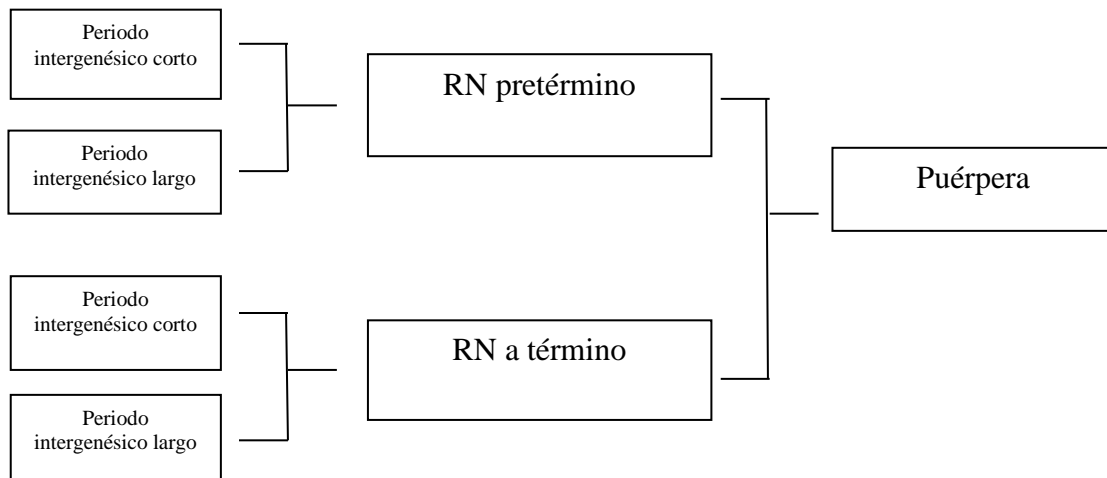 Periodo
intergenésico corto
Periodo
intergenésico largo
RN pretérmino
Puérpera
Periodo
intergenésico corto
Periodo
intergenésico largo
RN a término